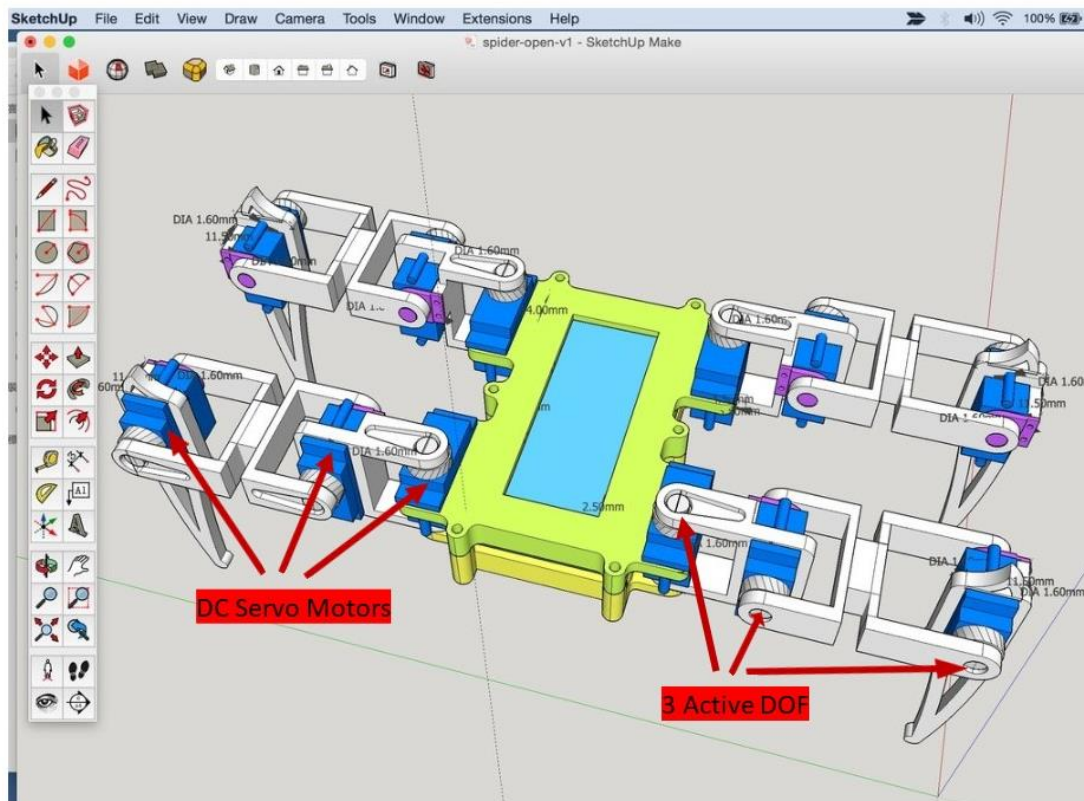 SketchUp File Edit View Draw Camera Tools Window Extensions Help 100%
spider-open-v1 - SketchUp Make
DIA 1.60mm
DIA 1.60mm
4.00mm
DIA 1.60
DIA 1.60mm
DIA 1.60mm
2.50mm
1.60mm
11.50mm
DIA 1.60mm
A1
DC Servo Motors
3 Active DOF